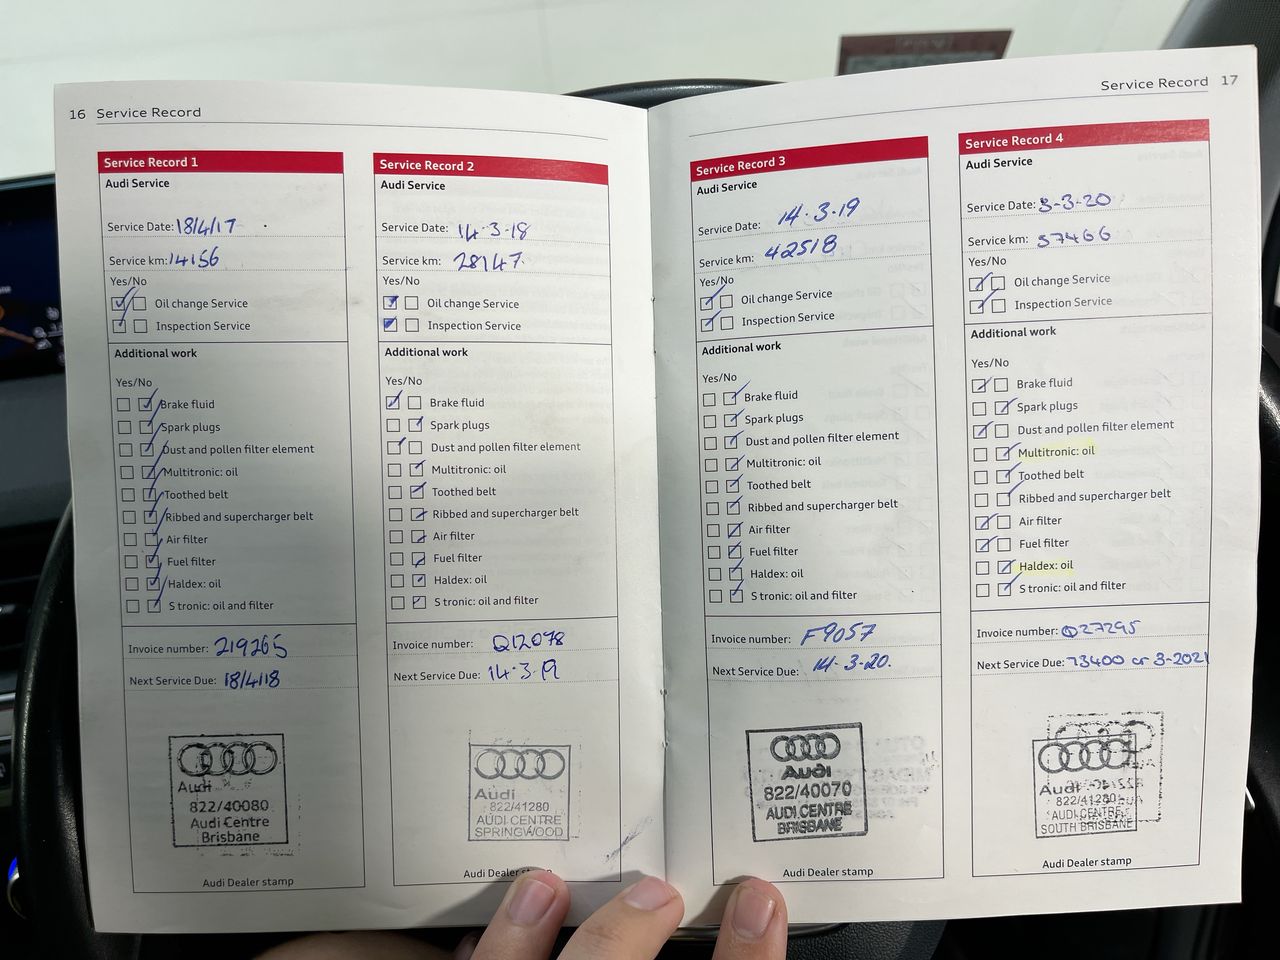 16 Service Record
Service Record 1
Audi Service
Service Date: 18/4/17
Service km: 14156
Yes/No
Oil change Service
Inspection Service
Additional work
Yes/No
Brake fluid
Spark plugs
Dust and pollen filter element
Multitronic: oil
Toothed belt
Ribbed and supercharger belt
Air filter
Fuel filter
Haldex: oil
S tronic: oil and filter
Invoice number: 219265
Next Service Due: 18/4/18
Audi
822/40080
Audi Centre
Brisbane
Audi Dealer stamp
Service Record 2
Audi Service
Service Date: 14-3-18
Service km: 28147
Yes/No
Oil change Service
Inspection Service
Additional work
Yes/No
Brake fluid
Spark plugs
Dust and pollen filter element
Multitronic: oil
Toothed belt
Ribbed and supercharger belt
Air filter
Fuel filter
Haldex: oil
S tronic: oil and filter
Invoice number: Q12078
Next Service Due: 14-3-19
Audi
822/41280
AUDI CENTRE
SPRINGWOOD
Audi Dealer stamp
Service Record 17
Service Record 3
Audi Service
Service Date: 14-3-19
Service km: 42518
Yes/No
Oil change Service
Inspection Service
Additional work
Yes/No
Brake fluid
Spark plugs
Dust and pollen filter element
Multitronic: oil
Toothed belt
Ribbed and supercharger belt
Air filter
Fuel filter
Haldex: oil
S tronic: oil and filter
Invoice number: F9057
Next Service Due: 14-3-20.
Audi
822/40070
AUDI CENTRE
BRISBANE
Audi Dealer stamp
Service Record 4
Audi Service
Service Date: 3-3-20
Service km: 57466
Yes/No
Oil change Service
Inspection Service
Additional work
Yes/No
Brake fluid
Spark plugs
Dust and pollen filter element
Multitronic: oil
Toothed belt
Ribbed and supercharger belt
Air filter
Fuel filter
Haldex: oil
S tronic: oil and filter
Invoice number: Q27295
Next Service Due: 73400 or 3-2021
Audi
822/41280
AUDI CENTRE
SOUTH BRISBANE
Audi Dealer stamp